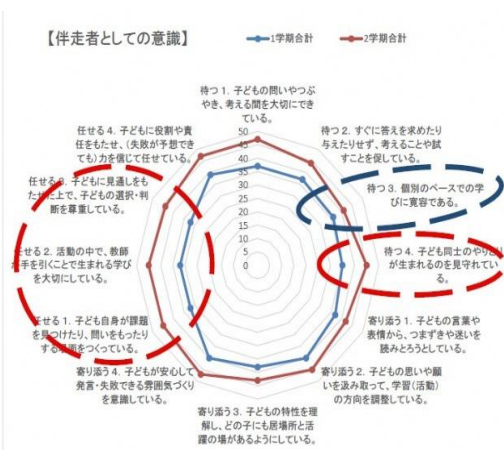 【伴走者としての意識】
1学期合計
2学期合計
待つ 1. 子どもの問いやつぶ
やき、考える間を大切にでき
ている。
待つ 2. すぐに答えを求めたり
与えたりせず、考えることや試
すことを促している。
待つ 3. 個別のペースでの学
びに寛容である。
待つ 4. 子ども同士のやりとり
が生まれるのを見守れてい
る。
寄り添う 1. 子どもの言葉や
表情から、つまずきや迷いを
読みとろうとしている。
寄り添う 2. 子どもの思いや願
いを汲み取って、学習(活動)
の方向を調整している。
寄り添う 3. 子どもの特性を理
解し、どの子にも居場所と活
躍の場があるようにしている。
寄り添う 4. 子どもが安心して
発言・失敗できる雰囲気づくり
を意識している。
任せる 1. 子ども自身が課題
を見つけたり、問いをもったり
する場面をつくっている。
任せる 2. 活動の中で、教師
が手を引くことで生まれる学び
を大切にしている。
任せる 3. 子どもに見通しをも
たせた上で、子どもの選択・判
断を尊重している。
任せる 4. 子どもに役割や責
任をもたせ、(失敗が予想でき
ても)力を信じて任せている。
50
45
40
35
30
25
20
15
10
5
0